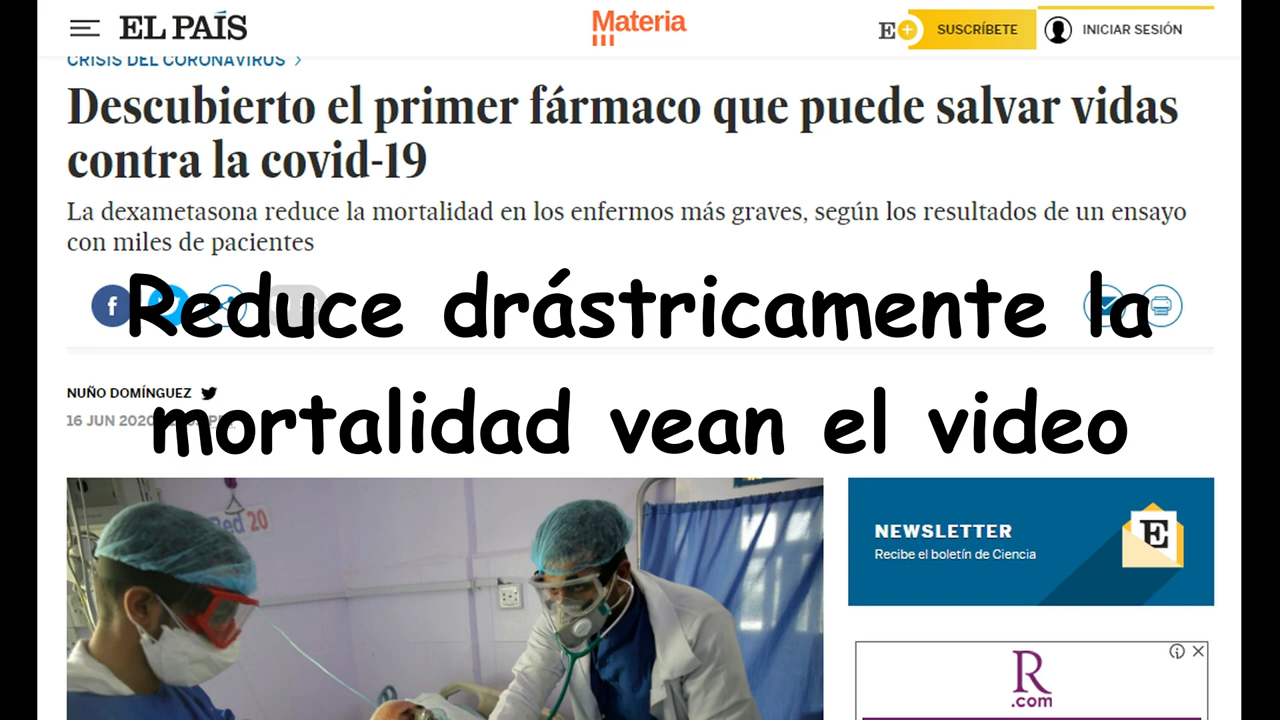 EL PAÍS
Materia
E+ SUSCRÍBETE
INICIAR SESIÓN
CRISIS DEL CORONAVIRUS >
Descubierto el primer fármaco que puede salvar vidas
contra la covid-19
La dexametasona reduce la mortalidad en los enfermos más graves, según los resultados de un ensayo
con miles de pacientes
f
Reduce drástricamente la
NUÑO DOMÍNGUEZ
16 JUN 2020
mortalidad vean el video
Red 20
NEWSLETTER
Recibe el boletín de Ciencia
E
R
.com